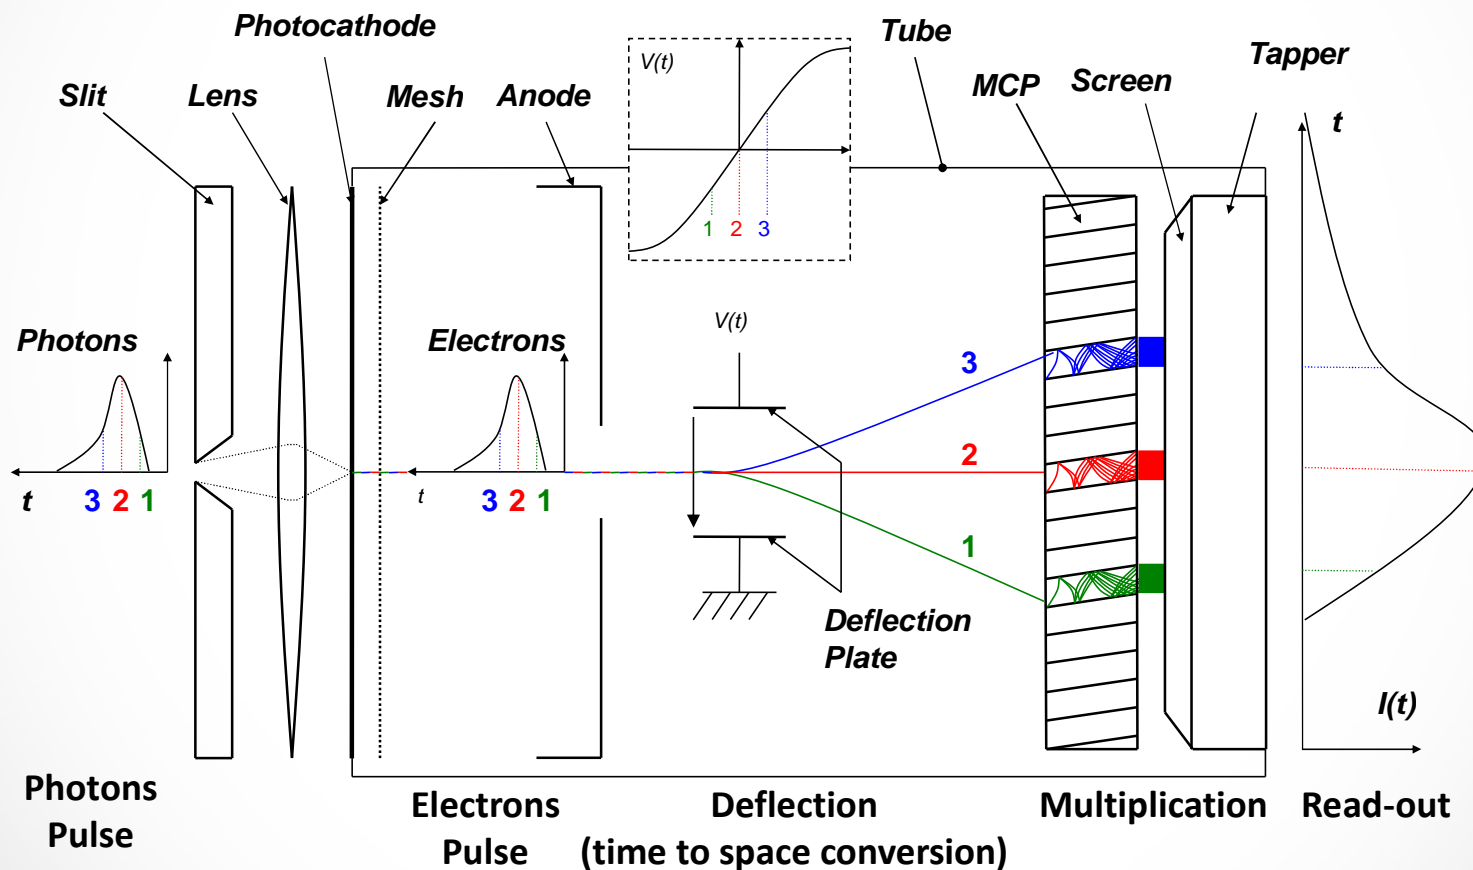 Photocathode
Tube
Tapper
Slit
Lens
Mesh
Anode
V(t)
MCP
Screen
t
1 2 3
Photons
Electrons
V(t)
3
2
1
t 3 2 1
t 3 2 1
Deflection
Plate
I(t)
Photons
Pulse
Electrons
Pulse
Deflection
(time to space conversion)
Multiplication
Read-out